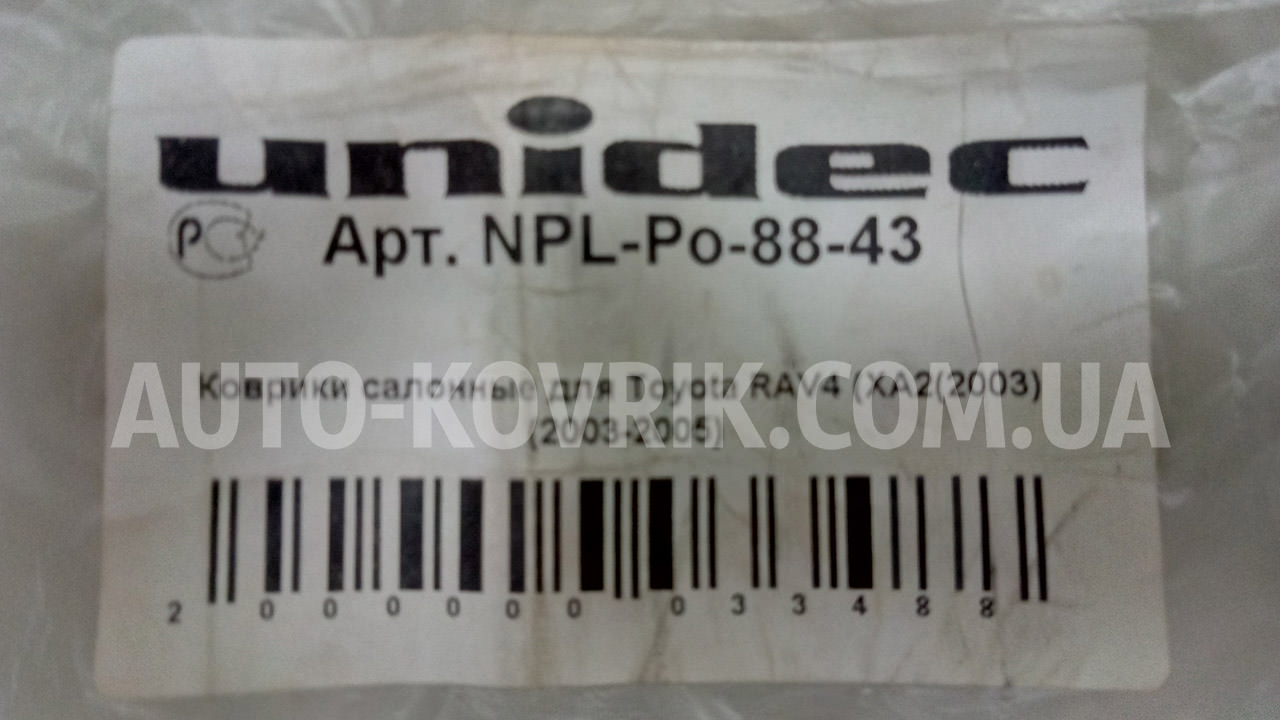 unidec
РС Арт. NPL-Po-88-43
Коврики салонные для Toyota RAV4 (XA2(2003)
(2003-2005)
AUTO-KOVRIK.COM.UA
2 000000 033488